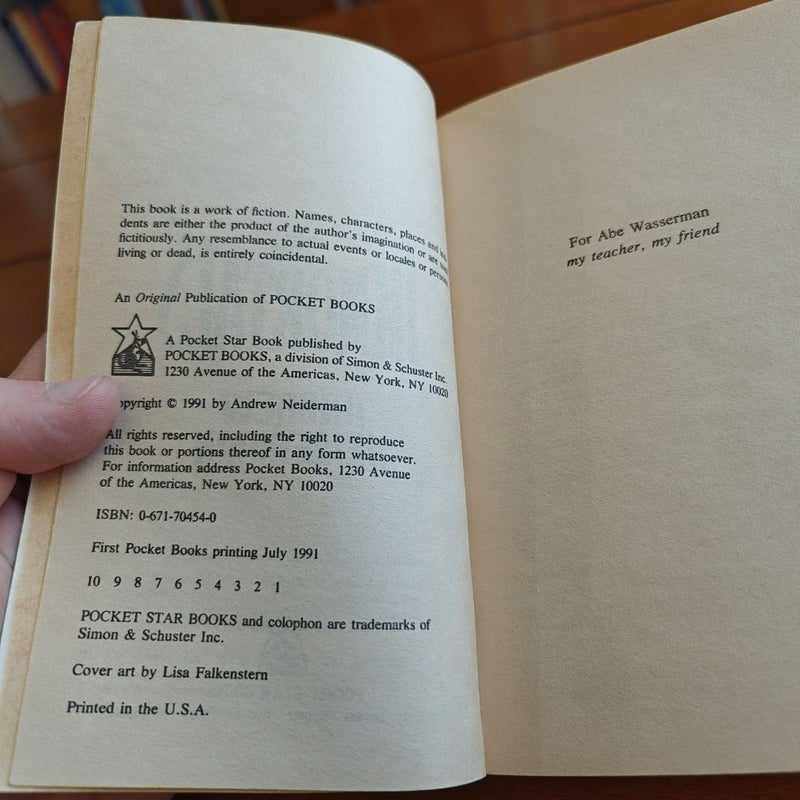 This book is a work of fiction. Names, characters, places and
dents are either the product of the author's imagination or are
fictitiously. Any resemblance to actual events or locales or persons
living or dead, is entirely coincidental.
An Original Publication of POCKET BOOKS
A Pocket Star Book published by
POCKET BOOKS, a division of Simon & Schuster Inc.
1230 Avenue of the Americas, New York, NY 10020
opyright © 1991 by Andrew Neiderman
All rights reserved, including the right to reproduce
this book or portions thereof in any form whatsoever.
For information address Pocket Books, 1230 Avenue
of the Americas, New York, NY 10020
ISBN: 0-671-70454-0
First Pocket Books printing July 1991
10 9 8 7 6 5 4 3 2 1
POCKET STAR BOOKS and colophon are trademarks of
Simon & Schuster Inc.
Cover art by Lisa Falkenstern
Printed in the U.S.A.
For Abe Wasserman
my teacher, my friend